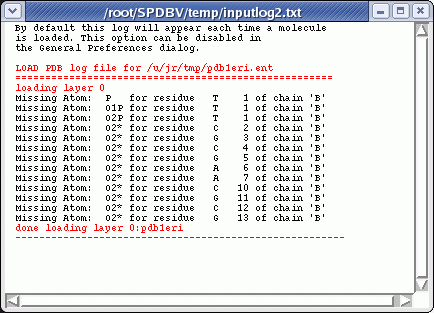 /root/SPDBV/temp/inputlog2.txt
By default this log will appear each time a molecule
is loaded. This option can be disabled in
the General Preferences dialog.
LOAD PDB log file for /u/jr/tmp/pdb1eri.ent
=====================================================
loading layer 0
Missing Atom:  P   for residue   T    1 of chain 'B'
Missing Atom:  O1P for residue   T    1 of chain 'B'
Missing Atom:  O2P for residue   T    1 of chain 'B'
Missing Atom:  O2* for residue   C    2 of chain 'B'
Missing Atom:  O2* for residue   G    3 of chain 'B'
Missing Atom:  O2* for residue   C    4 of chain 'B'
Missing Atom:  O2* for residue   G    5 of chain 'B'
Missing Atom:  O2* for residue   A    6 of chain 'B'
Missing Atom:  O2* for residue   A    7 of chain 'B'
Missing Atom:  O2* for residue   C   10 of chain 'B'
Missing Atom:  O2* for residue   G   11 of chain 'B'
Missing Atom:  O2* for residue   C   12 of chain 'B'
Missing Atom:  O2* for residue   G   13 of chain 'B'
done loading layer 0:pdb1eri
-------------------------------------------------------